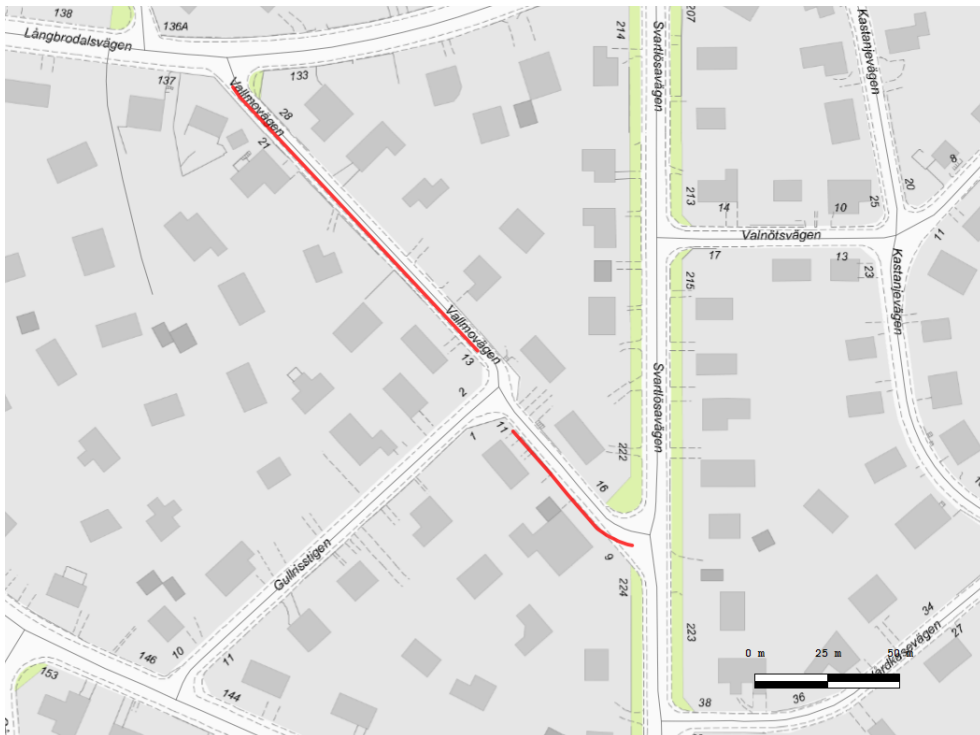 138
136A
207
Långbrodalsvägen
214
Svartlösavägen
Kastanjevägen
137
133
Vallmovägen
28
21
8
213
14
10
25
20
11
Valnötsvägen
17
13
23
215
Kastanjevägen
Vallmovägen
13
2
Svartlösavägen
11
1
222
16
9
224
Gullrisstigen
34
27
223
146
10
11
0 m
25 m
50 m
153
144
38
36